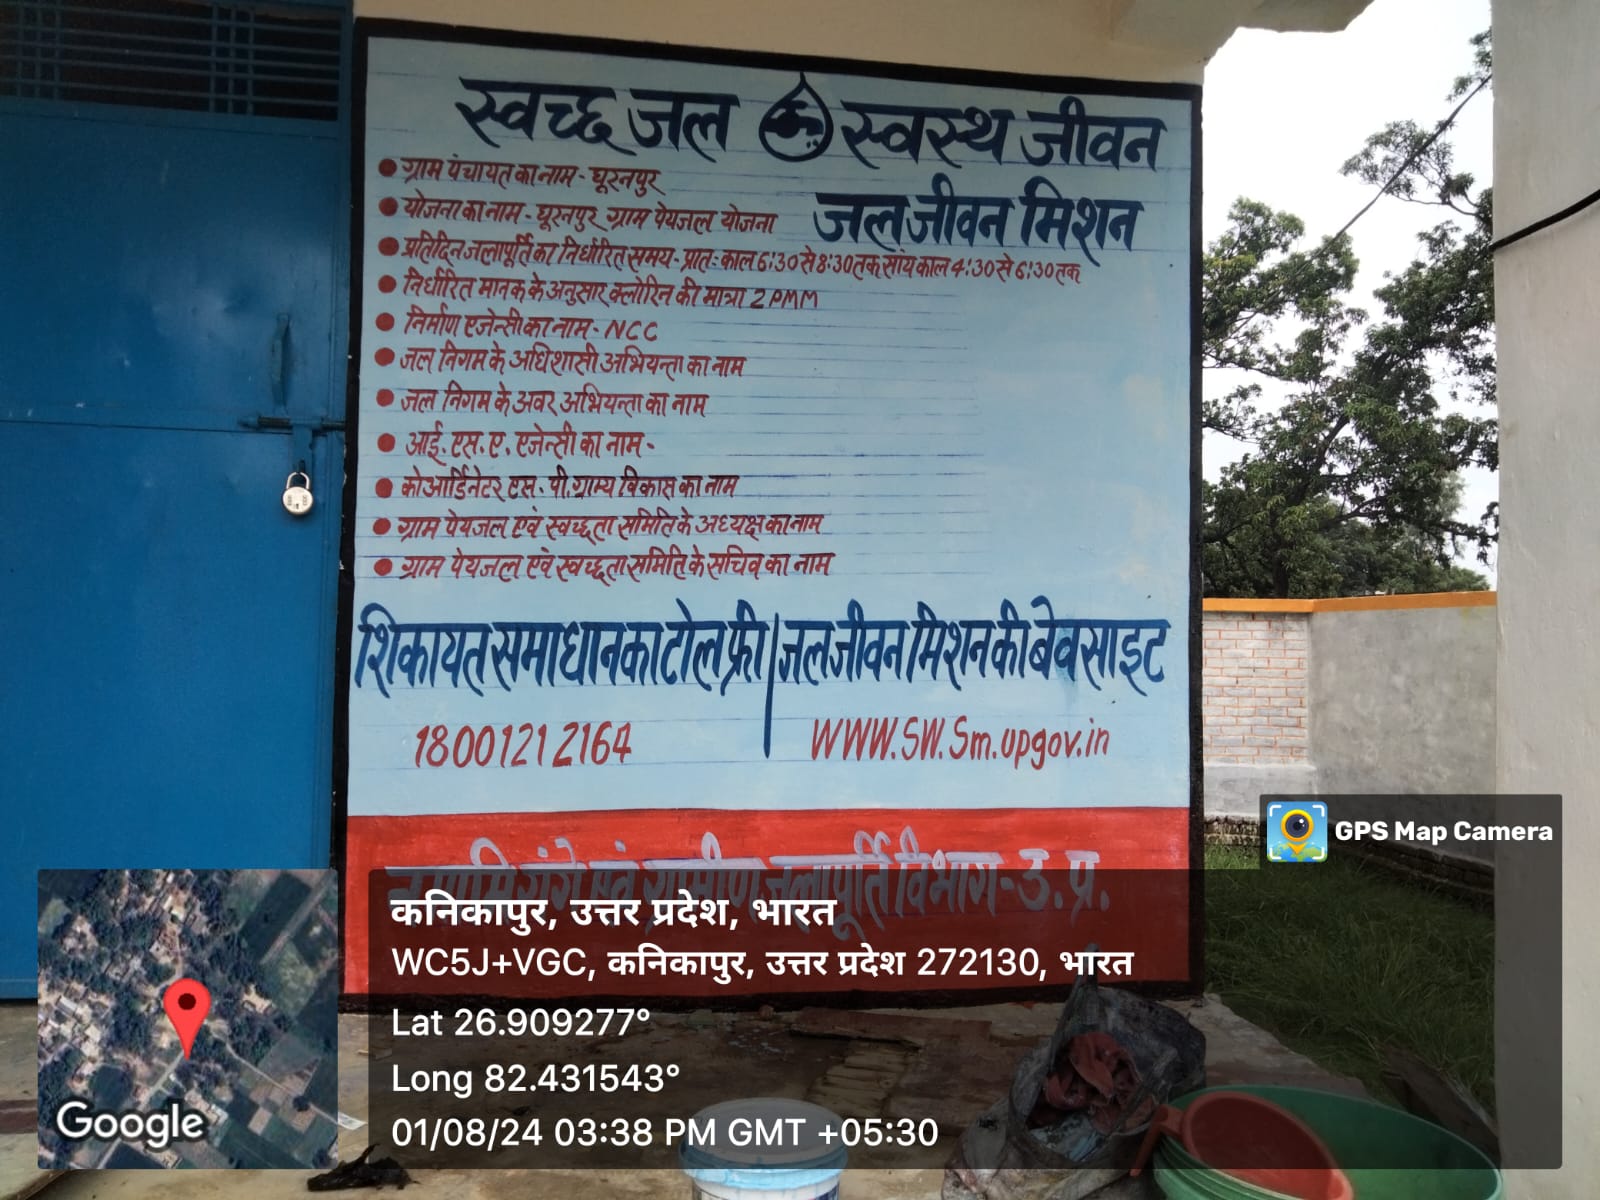 स्वच्छ जल स्वस्थ जीवन
जल जीवन मिशन
● ग्राम पंचायत का नाम - घूरनपुर
● योजना का नाम - घूरनपुर ग्राम पेयजल योजना
● प्रतिदिन जलापूर्ति का निर्धारित समय - प्रातः काल 6:30 से 8:30 तक सांय काल 4:30 से 6:30 तक
● निर्धारित मानक के अनुसार क्लोरिन की मात्रा 2 PMM
● निर्माण एजेन्सी का नाम - NCC
● जल निगम के अधिशासी अभियन्ता का नाम
● जल निगम के अवर अभियन्ता का नाम
● आई. एस. ए. एजेन्सी का नाम -
● कोआर्डिनेटर एस. पी. ग्राम्य विकास का नाम
● ग्राम पेयजल एवं स्वच्छता समिति के अध्यक्ष का नाम
● ग्राम पेयजल एवं स्वच्छता समिति के सचिव का नाम
शिकायत समाधान का टोल फ्री | जल जीवन मिशन की बेवसाइट
18001212164 WWW.SW.Sm.upgov.in
नमामि गंगे एवं ग्रामीण जलापूर्ति विभाग - उ. प्र.
GPS Map Camera
कनिकापुर, उत्तर प्रदेश, भारत
WC5J+VGC, कनिकापुर, उत्तर प्रदेश 272130, भारत
Lat 26.909277°
Long 82.431543°
01/08/24 03:38 PM GMT +05:30
Google